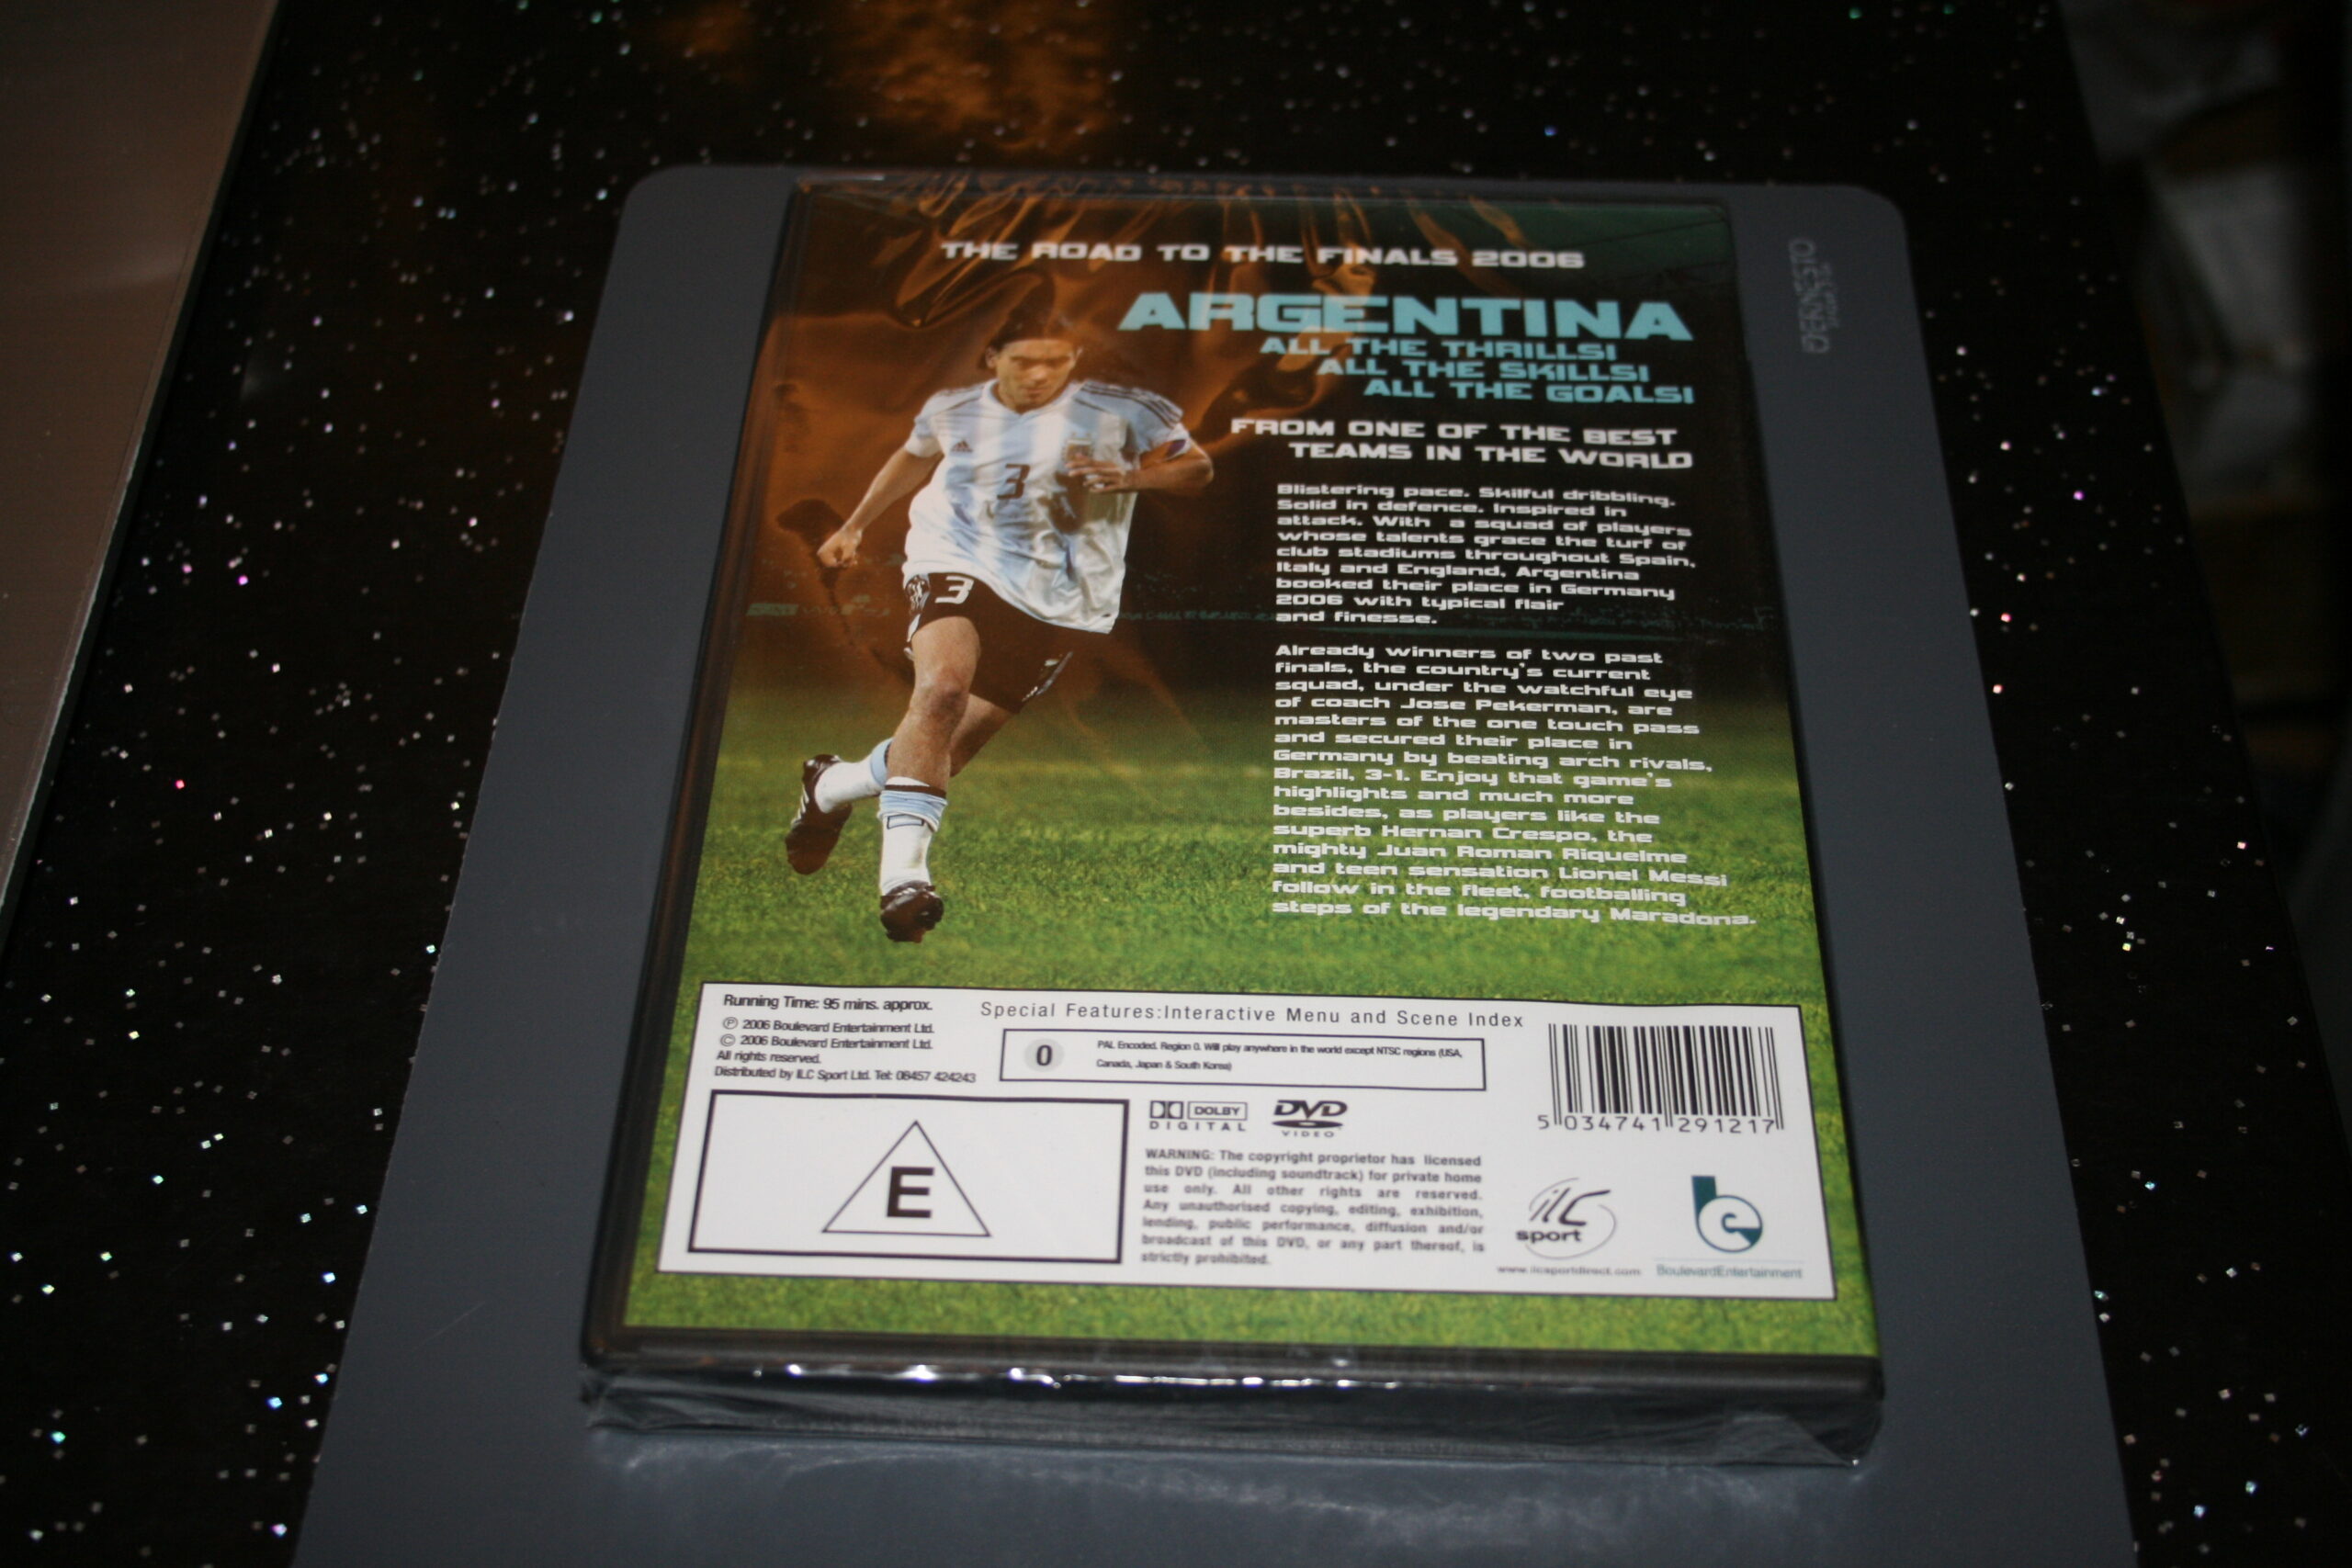 THE ROAD TO THE FINALS 2006
ARGENTINA
ALL THE THRILLS!
ALL THE SKILLS!
ALL THE GOALS!
FROM ONE OF THE BEST
TEAMS IN THE WORLD
Blistering pace. Skilful dribbling.
Solid in defence. Inspired in
attack. With a squad of players
whose talents grace the turf of
club stadiums throughout Spain,
Italy and England, Argentina
booked their place in Germany
2006 with typical flair
and finesse.
Already winners of two past
finals, the country's current
squad, under the watchful eye
of coach Jose Pekerman, are
masters of the one touch pass
and secured their place in
Germany by beating arch rivals,
Brazil, 3-1. Enjoy that game's
highlights and much more
besides, as players like the
superb Hernan Crespo, the
mighty Juan Roman Riquelme
and teen sensation Lionel Messi
follow in the fleet, footballing
steps of the legendary Maradona.
3
3
Running Time: 95 mins. approx.
℗ 2006 Boulevard Entertainment Ltd.
© 2006 Boulevard Entertainment Ltd.
All rights reserved.
Distributed by ILC Sport Ltd. Tel: 08457 424243
Special Features:Interactive Menu and Scene Index
0
PAL Encoded. Region 0. Will play anywhere in the world except NTSC regions (USA,
Canada, Japan & South Korea)
E
DOLBY
DIGITAL
DVD
VIDEO
WARNING: The copyright proprietor has licensed
this DVD (including soundtrack) for private home
use only. All other rights are reserved.
Any unauthorised copying, editing, exhibition,
lending, public performance, diffusion and/or
broadcast of this DVD, or any part thereof, is
strictly prohibited.
5 034741 291217
ilc
sport
www.ilcsportdirect.com
be
BoulevardEntertainment
ERNESTO